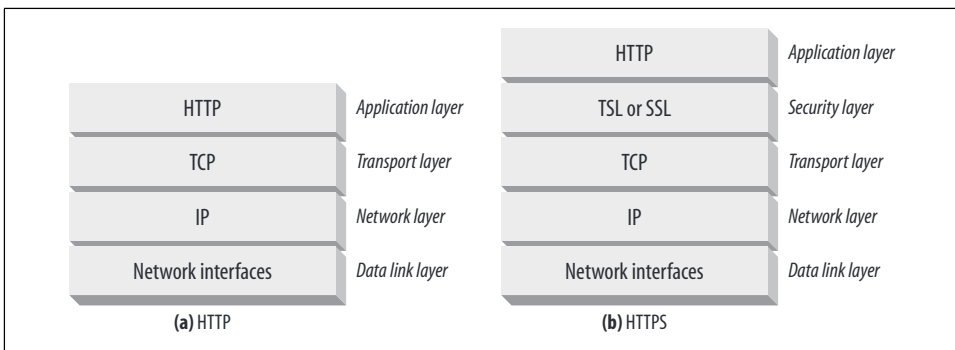 HTTP Application layer
TCP Transport layer
IP Network layer
Network interfaces Data link layer
(a) HTTP
HTTP Application layer
TSL or SSL Security layer
TCP Transport layer
IP Network layer
Network interfaces Data link layer
(b) HTTPS